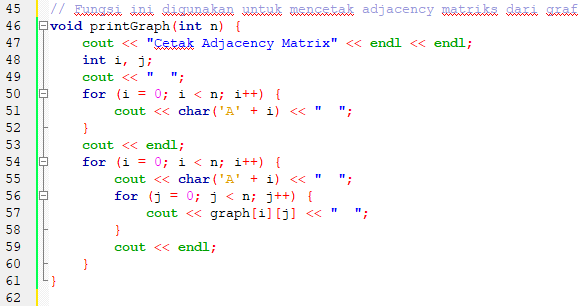 45 // Fungsi ini digunakan untuk mencetak adjacency matriks dari graf
46 void printGraph(int n) {
47     cout << "Cetak Adjacency Matrix" << endl << endl;
48     int i, j;
49     cout << "  ";
50     for (i = 0; i < n; i++) {
51         cout << char('A' + i) << "  ";
52     }
53     cout << endl;
54     for (i = 0; i < n; i++) {
55         cout << char('A' + i) << "  ";
56         for (j = 0; j < n; j++) {
57             cout << graph[i][j] << "  ";
58         }
59         cout << endl;
60     }
61 }
62